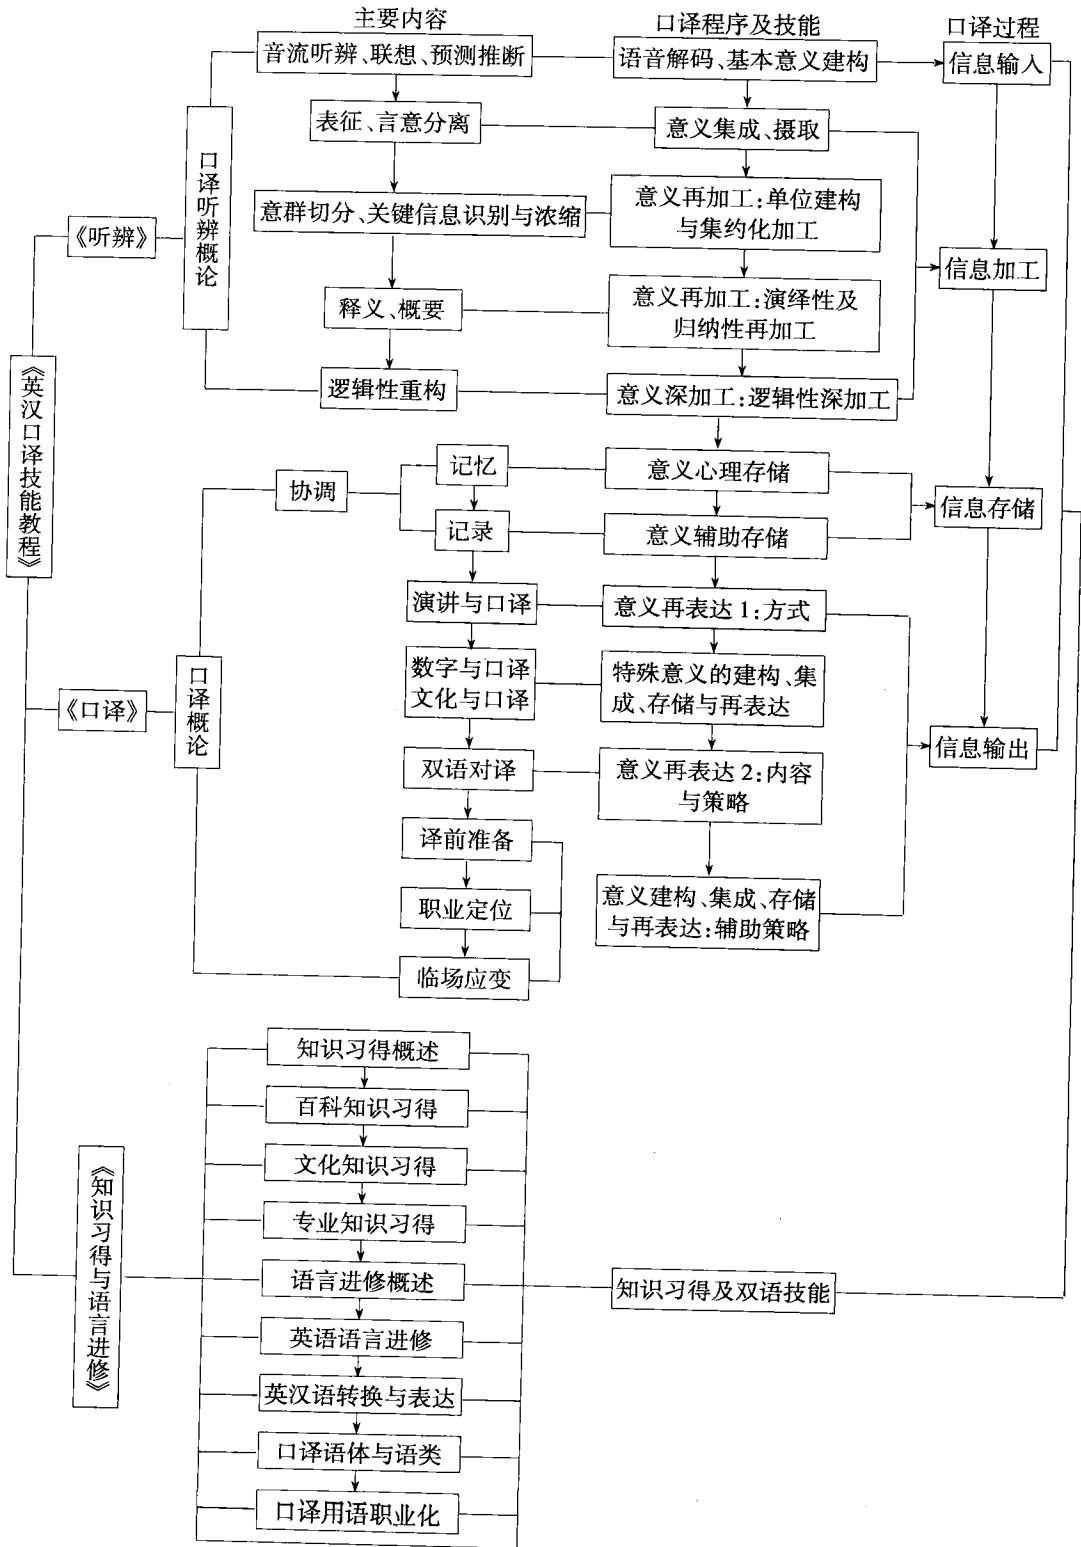 主要内容
口译程序及技能
口译过程
音流听辨、联想、预测推断
语音解码、基本意义建构
信息输入
表征、言意分离
意义集成、摄取
口译听辨概论
意群切分、关键信息识别与浓缩
意义再加工:单位建构
与集约化加工
《听辨》
信息加工
释义、概要
意义再加工:演绎性及
归纳性再加工
逻辑性重构
意义深加工:逻辑性深加工
《英汉口译技能教程》
协调
记忆
意义心理存储
信息存储
记录
意义辅助存储
演讲与口译
意义再表达1:方式
《口译》
口译概论
数字与口译
文化与口译
特殊意义的建构、集
成、存储与再表达
信息输出
双语对译
意义再表达2:内容
与策略
译前准备
职业定位
意义建构、集成、存储
与再表达:辅助策略
临场应变
知识习得概述
百科知识习得
文化知识习得
专业知识习得
《知识习得与语言进修》
语言进修概述
知识习得及双语技能
英语语言进修
英汉语转换与表达
口译语体与语类
口译用语职业化